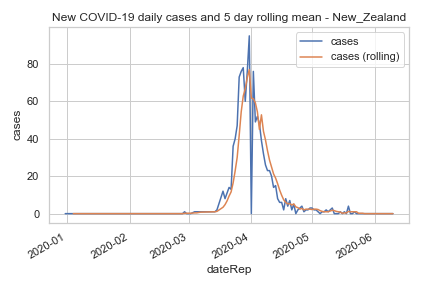 New COVID-19 daily cases and 5 day rolling mean - New_Zealand
cases
cases (rolling)
cases
80
60
40
20
0
2020-01
2020-02
2020-03
2020-04
2020-05
2020-06
dateRep